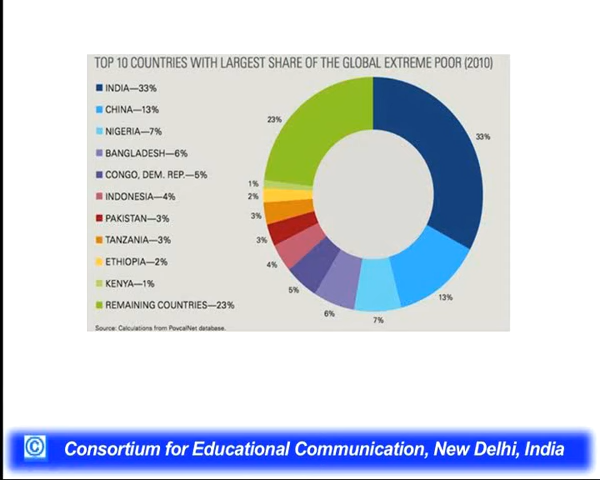 TOP 10 COUNTRIES WITH LARGEST SHARE OF THE GLOBAL EXTREME POOR (2010)
INDIA—33%
CHINA—13%
NIGERIA—7%
BANGLADESH—6%
CONGO, DEM. REP.—5%
INDONESIA—4%
PAKISTAN—3%
TANZANIA—3%
ETHIOPIA—2%
KENYA—1%
REMAINING COUNTRIES—23%
33%
13%
7%
6%
5%
4%
3%
3%
2%
1%
23%
Source: Calculations from PovcalNet database.
© Consortium for Educational Communication, New Delhi, India